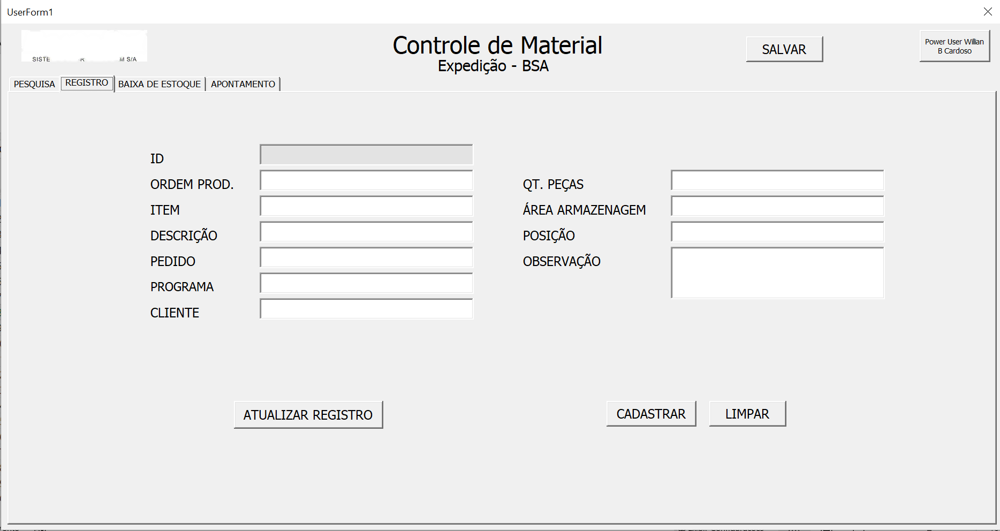 UserForm1
SISTE
M S/A
Controle de Material
Expedição - BSA
SALVAR
Power User Willian
B Cardoso
PESQUISA REGISTRO BAIXA DE ESTOQUE APONTAMENTO
ID
ORDEM PROD.
ITEM
DESCRIÇÃO
PEDIDO
PROGRAMA
CLIENTE
QT. PEÇAS
ÁREA ARMAZENAGEM
POSIÇÃO
OBSERVAÇÃO
ATUALIZAR REGISTRO
CADASTRAR
LIMPAR